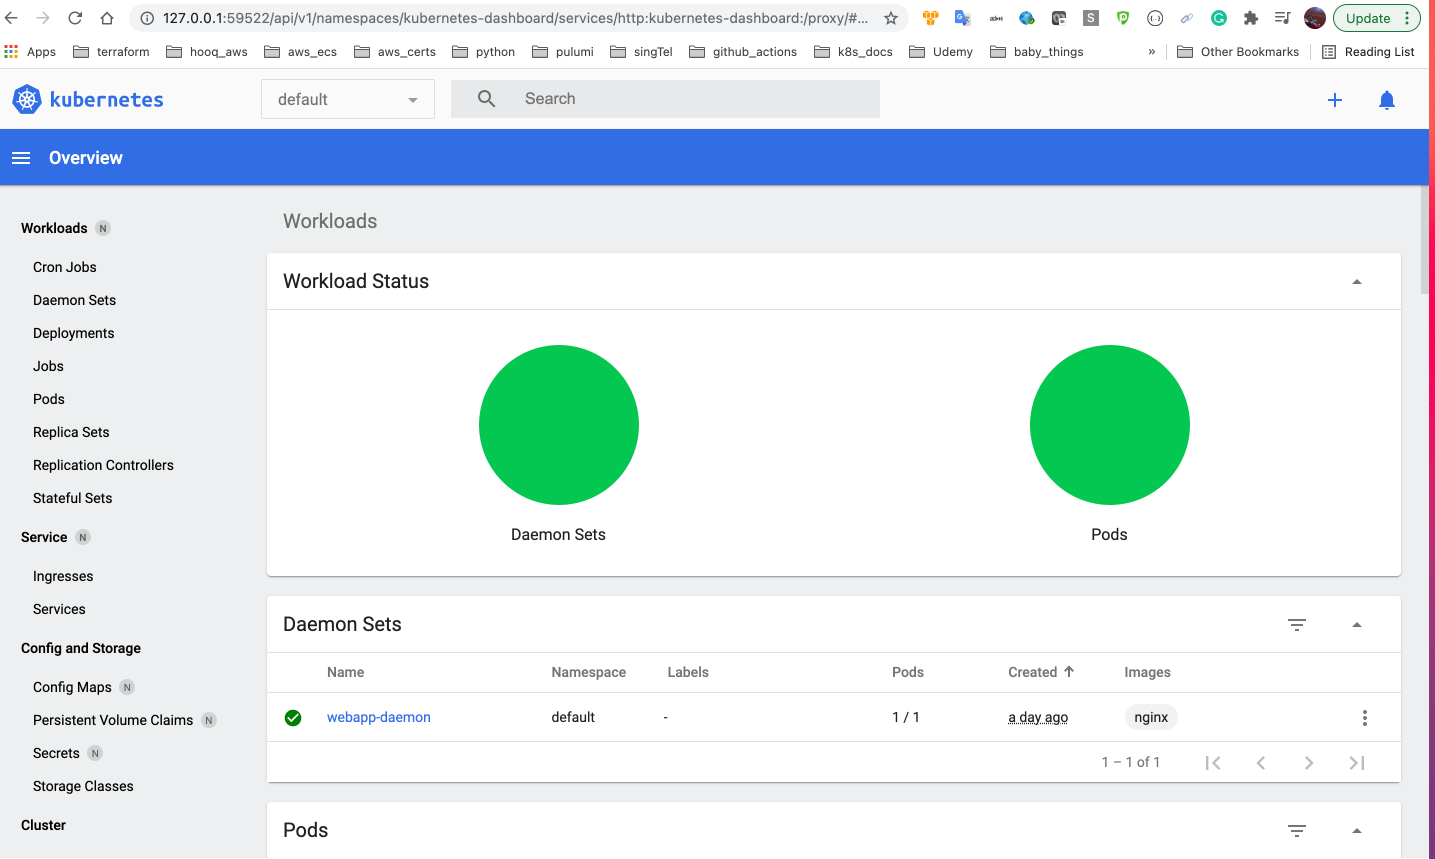 127.0.0.1:59522/api/v1/namespaces/kubernetes-dashboard/services/http:kubernetes-dashboard:/proxy/#... Update
Apps terraform hooq_aws aws_ecs aws_certs python pulumi singTel github_actions k8s_docs Udemy baby_things » Other Bookmarks Reading List
kubernetes default Search
Overview
Workloads N
Cron Jobs
Daemon Sets
Deployments
Jobs
Pods
Replica Sets
Replication Controllers
Stateful Sets
Service N
Ingresses
Services
Config and Storage
Config Maps N
Persistent Volume Claims N
Secrets N
Storage Classes
Cluster
Workloads
Workload Status
Daemon Sets Pods
Daemon Sets
Name Namespace Labels Pods Created Images
webapp-daemon default - 1 / 1 a day ago nginx
1 – 1 of 1
Pods